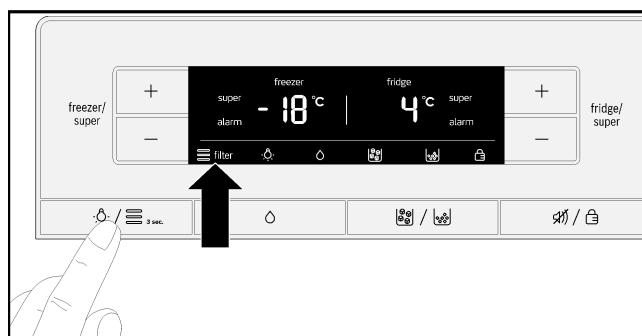 freezer/
super
+
−
freezer
super
alarm
-18°C
fridge
4°C
super
alarm
filter
+
−
fridge/
super
/
3 sec.
/
/